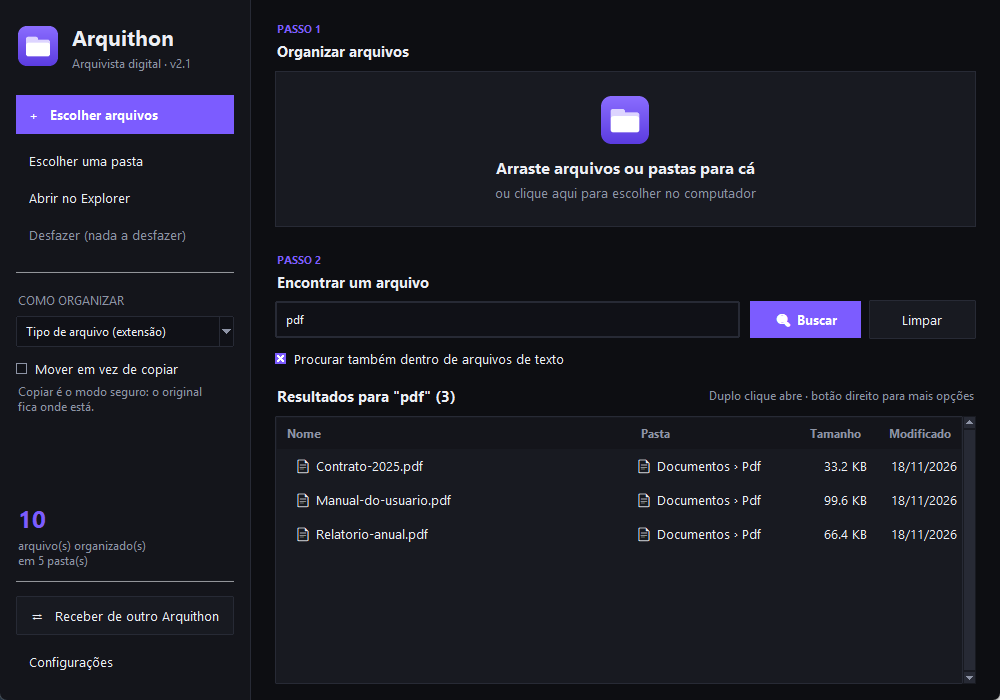 Arquithon
Arquivista digital · v2.1
+ Escolher arquivos
Escolher uma pasta
Abrir no Explorer
Desfazer (nada a desfazer)
COMO ORGANIZAR
Tipo de arquivo (extensão)
Mover em vez de copiar
Copiar é o modo seguro: o original
fica onde está.
10
arquivo(s) organizado(s)
em 5 pasta(s)
⇄ Receber de outro Arquithon
Configurações
PASSO 1
Organizar arquivos
Arraste arquivos ou pastas para cá
ou clique aqui para escolher no computador
PASSO 2
Encontrar um arquivo
pdf
Buscar
Limpar
Procurar também dentro de arquivos de texto
Resultados para "pdf" (3)
Duplo clique abre · botão direito para mais opções
Nome Pasta Tamanho Modificado
Contrato-2025.pdf Documentos › Pdf 33.2 KB 18/11/2026
Manual-do-usuario.pdf Documentos › Pdf 99.6 KB 18/11/2026
Relatorio-anual.pdf Documentos › Pdf 66.4 KB 18/11/2026